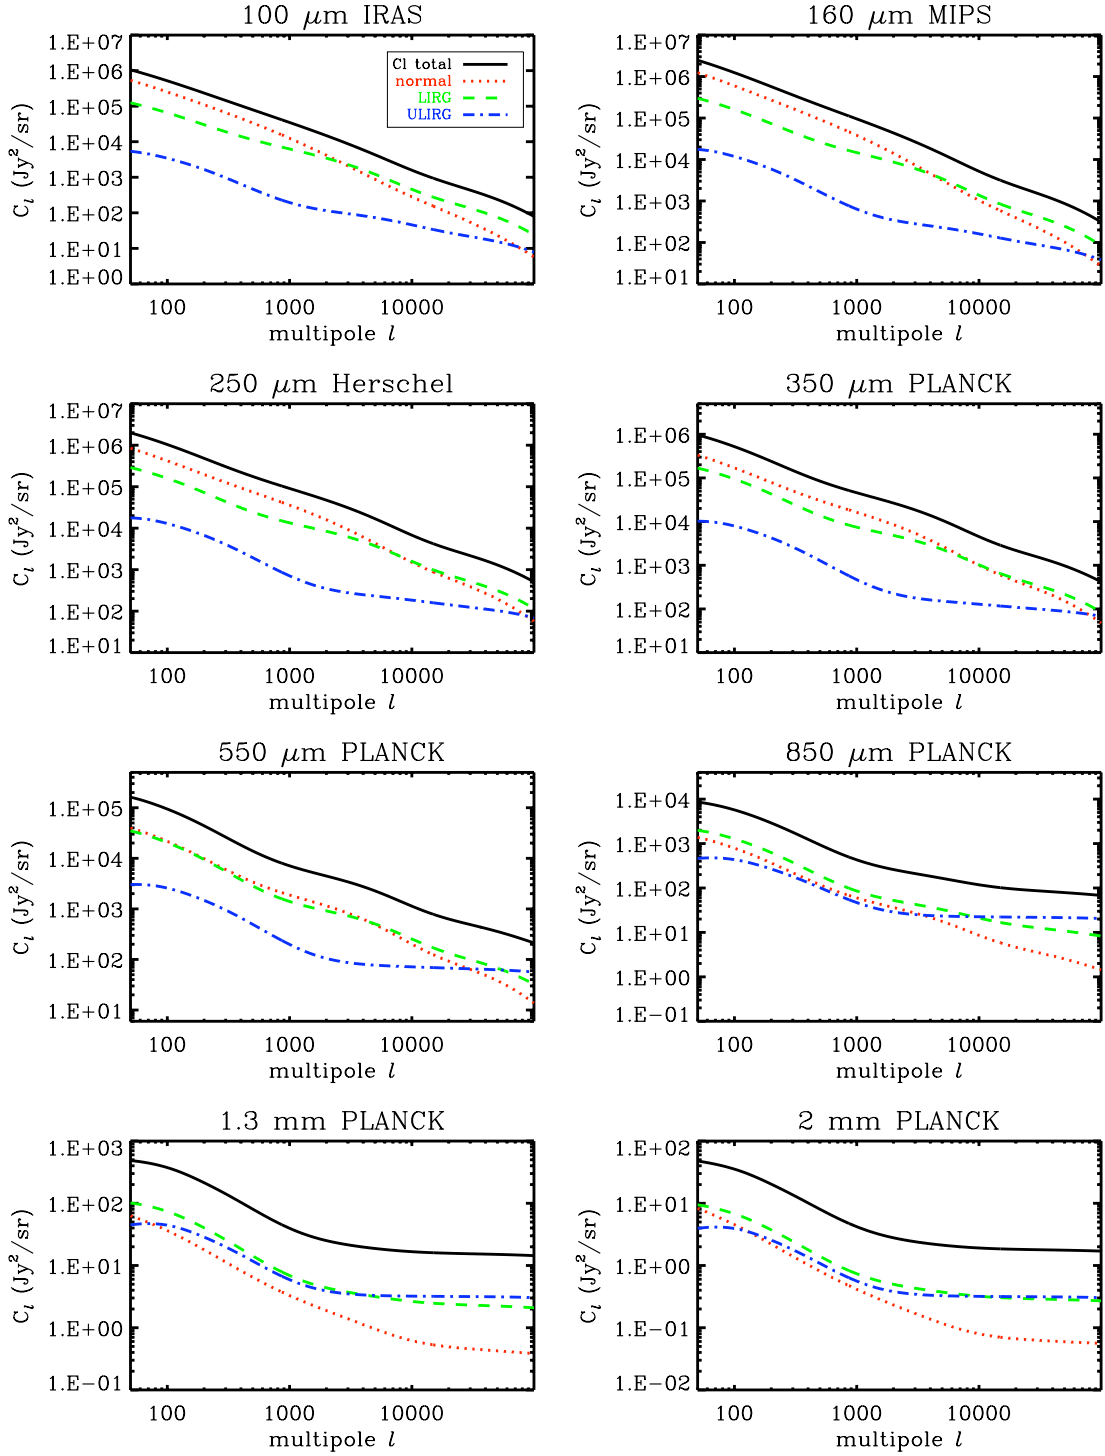 100 μm IRAS
1.E+07
1.E+06
1.E+05
1.E+04
1.E+03
1.E+02
1.E+01
1.E+00
C_l (Jy²/sr)
Cl total
normal
LIRG
ULIRG
100 1000 10000
multipole l
160 μm MIPS
1.E+07
1.E+06
1.E+05
1.E+04
1.E+03
1.E+02
1.E+01
C_l (Jy²/sr)
100 1000 10000
multipole l
250 μm Herschel
1.E+07
1.E+06
1.E+05
1.E+04
1.E+03
1.E+02
1.E+01
C_l (Jy²/sr)
100 1000 10000
multipole l
350 μm PLANCK
1.E+06
1.E+05
1.E+04
1.E+03
1.E+02
1.E+01
C_l (Jy²/sr)
100 1000 10000
multipole l
550 μm PLANCK
1.E+05
1.E+04
1.E+03
1.E+02
1.E+01
C_l (Jy²/sr)
100 1000 10000
multipole l
850 μm PLANCK
1.E+04
1.E+03
1.E+02
1.E+01
1.E+00
1.E−01
C_l (Jy²/sr)
100 1000 10000
multipole l
1.3 mm PLANCK
1.E+03
1.E+02
1.E+01
1.E+00
1.E−01
C_l (Jy²/sr)
100 1000 10000
multipole l
2 mm PLANCK
1.E+02
1.E+01
1.E+00
1.E−01
1.E−02
C_l (Jy²/sr)
100 1000 10000
multipole l